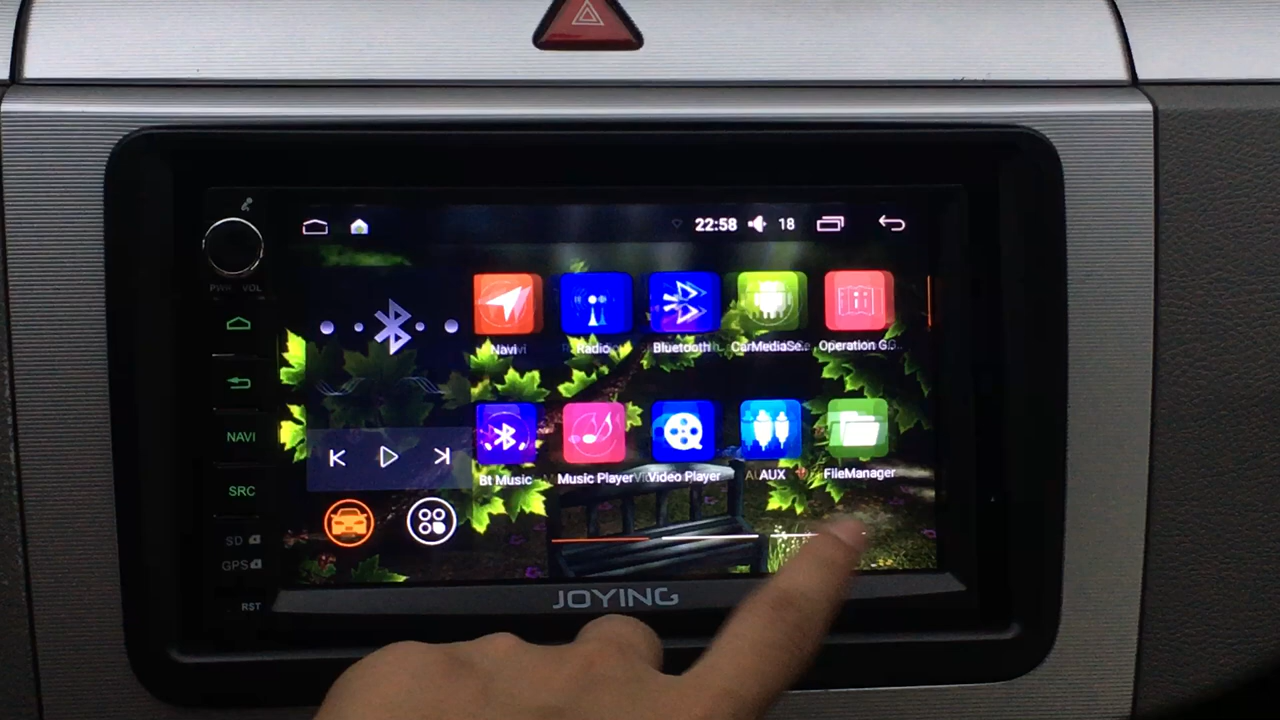 22:58 18
PWR VOL
Navi Radio Bluetooth CarMediaSe.. Operation G..
NAVI
Bt Music Music Player Video Player AUX FileManager
SRC
SD
GPS
RST
JOYING